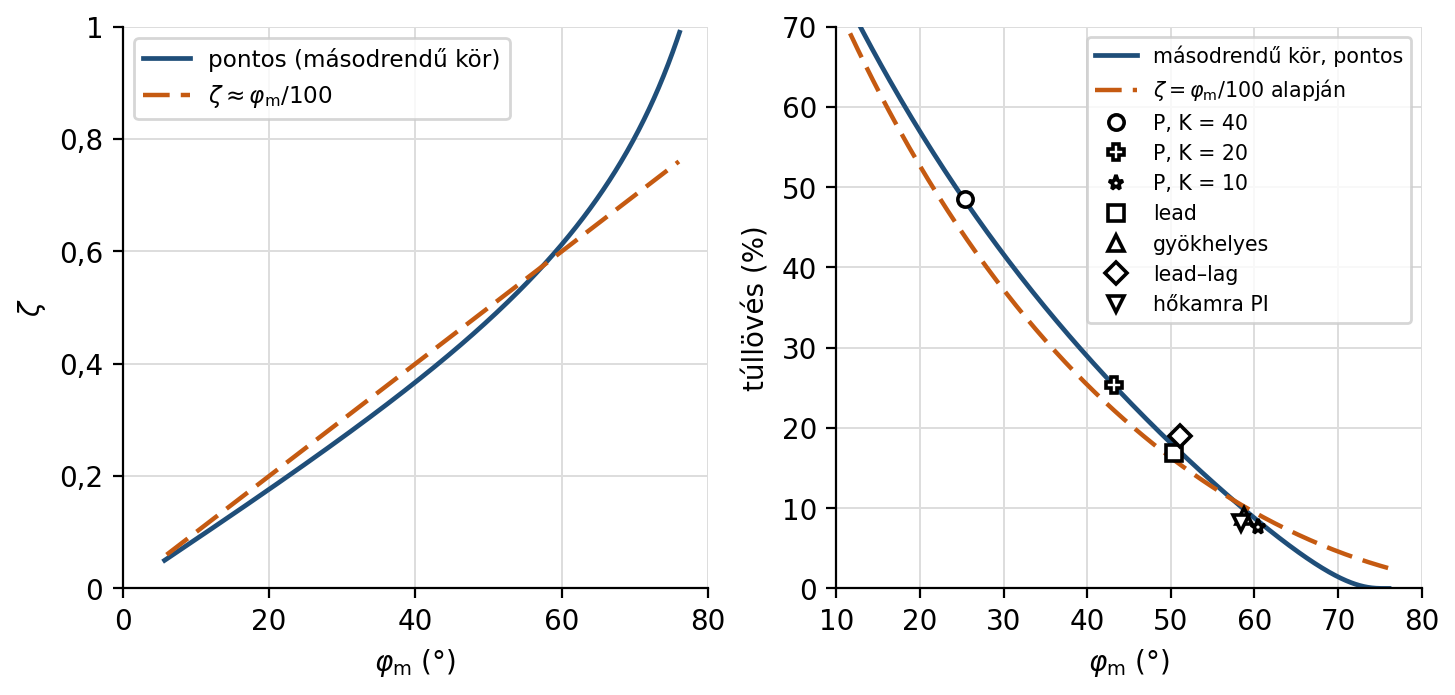 1
0,8
0,6
0,4
0,2
0
ζ
0 20 40 60 80
φm (°)
pontos (másodrendű kör)
ζ ≈ φm/100
70
60
50
40
30
20
10
0
túllövés (%)
10 20 30 40 50 60 70 80
φm (°)
másodrendű kör, pontos
ζ = φm/100 alapján
P, K = 40
P, K = 20
P, K = 10
lead
gyökhelyes
lead–lag
hőkamra PI